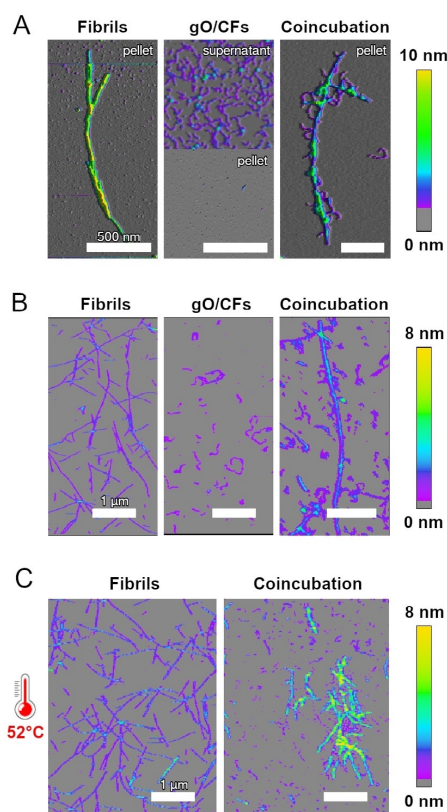 A
Fibrils
gO/CFs
Coincubation
pellet
supernatant
pellet
10 nm
pellet
500 nm
0 nm
B
Fibrils
gO/CFs
Coincubation
8 nm
1 µm
0 nm
C
Fibrils
Coincubation
8 nm
52°C
1 µm
0 nm